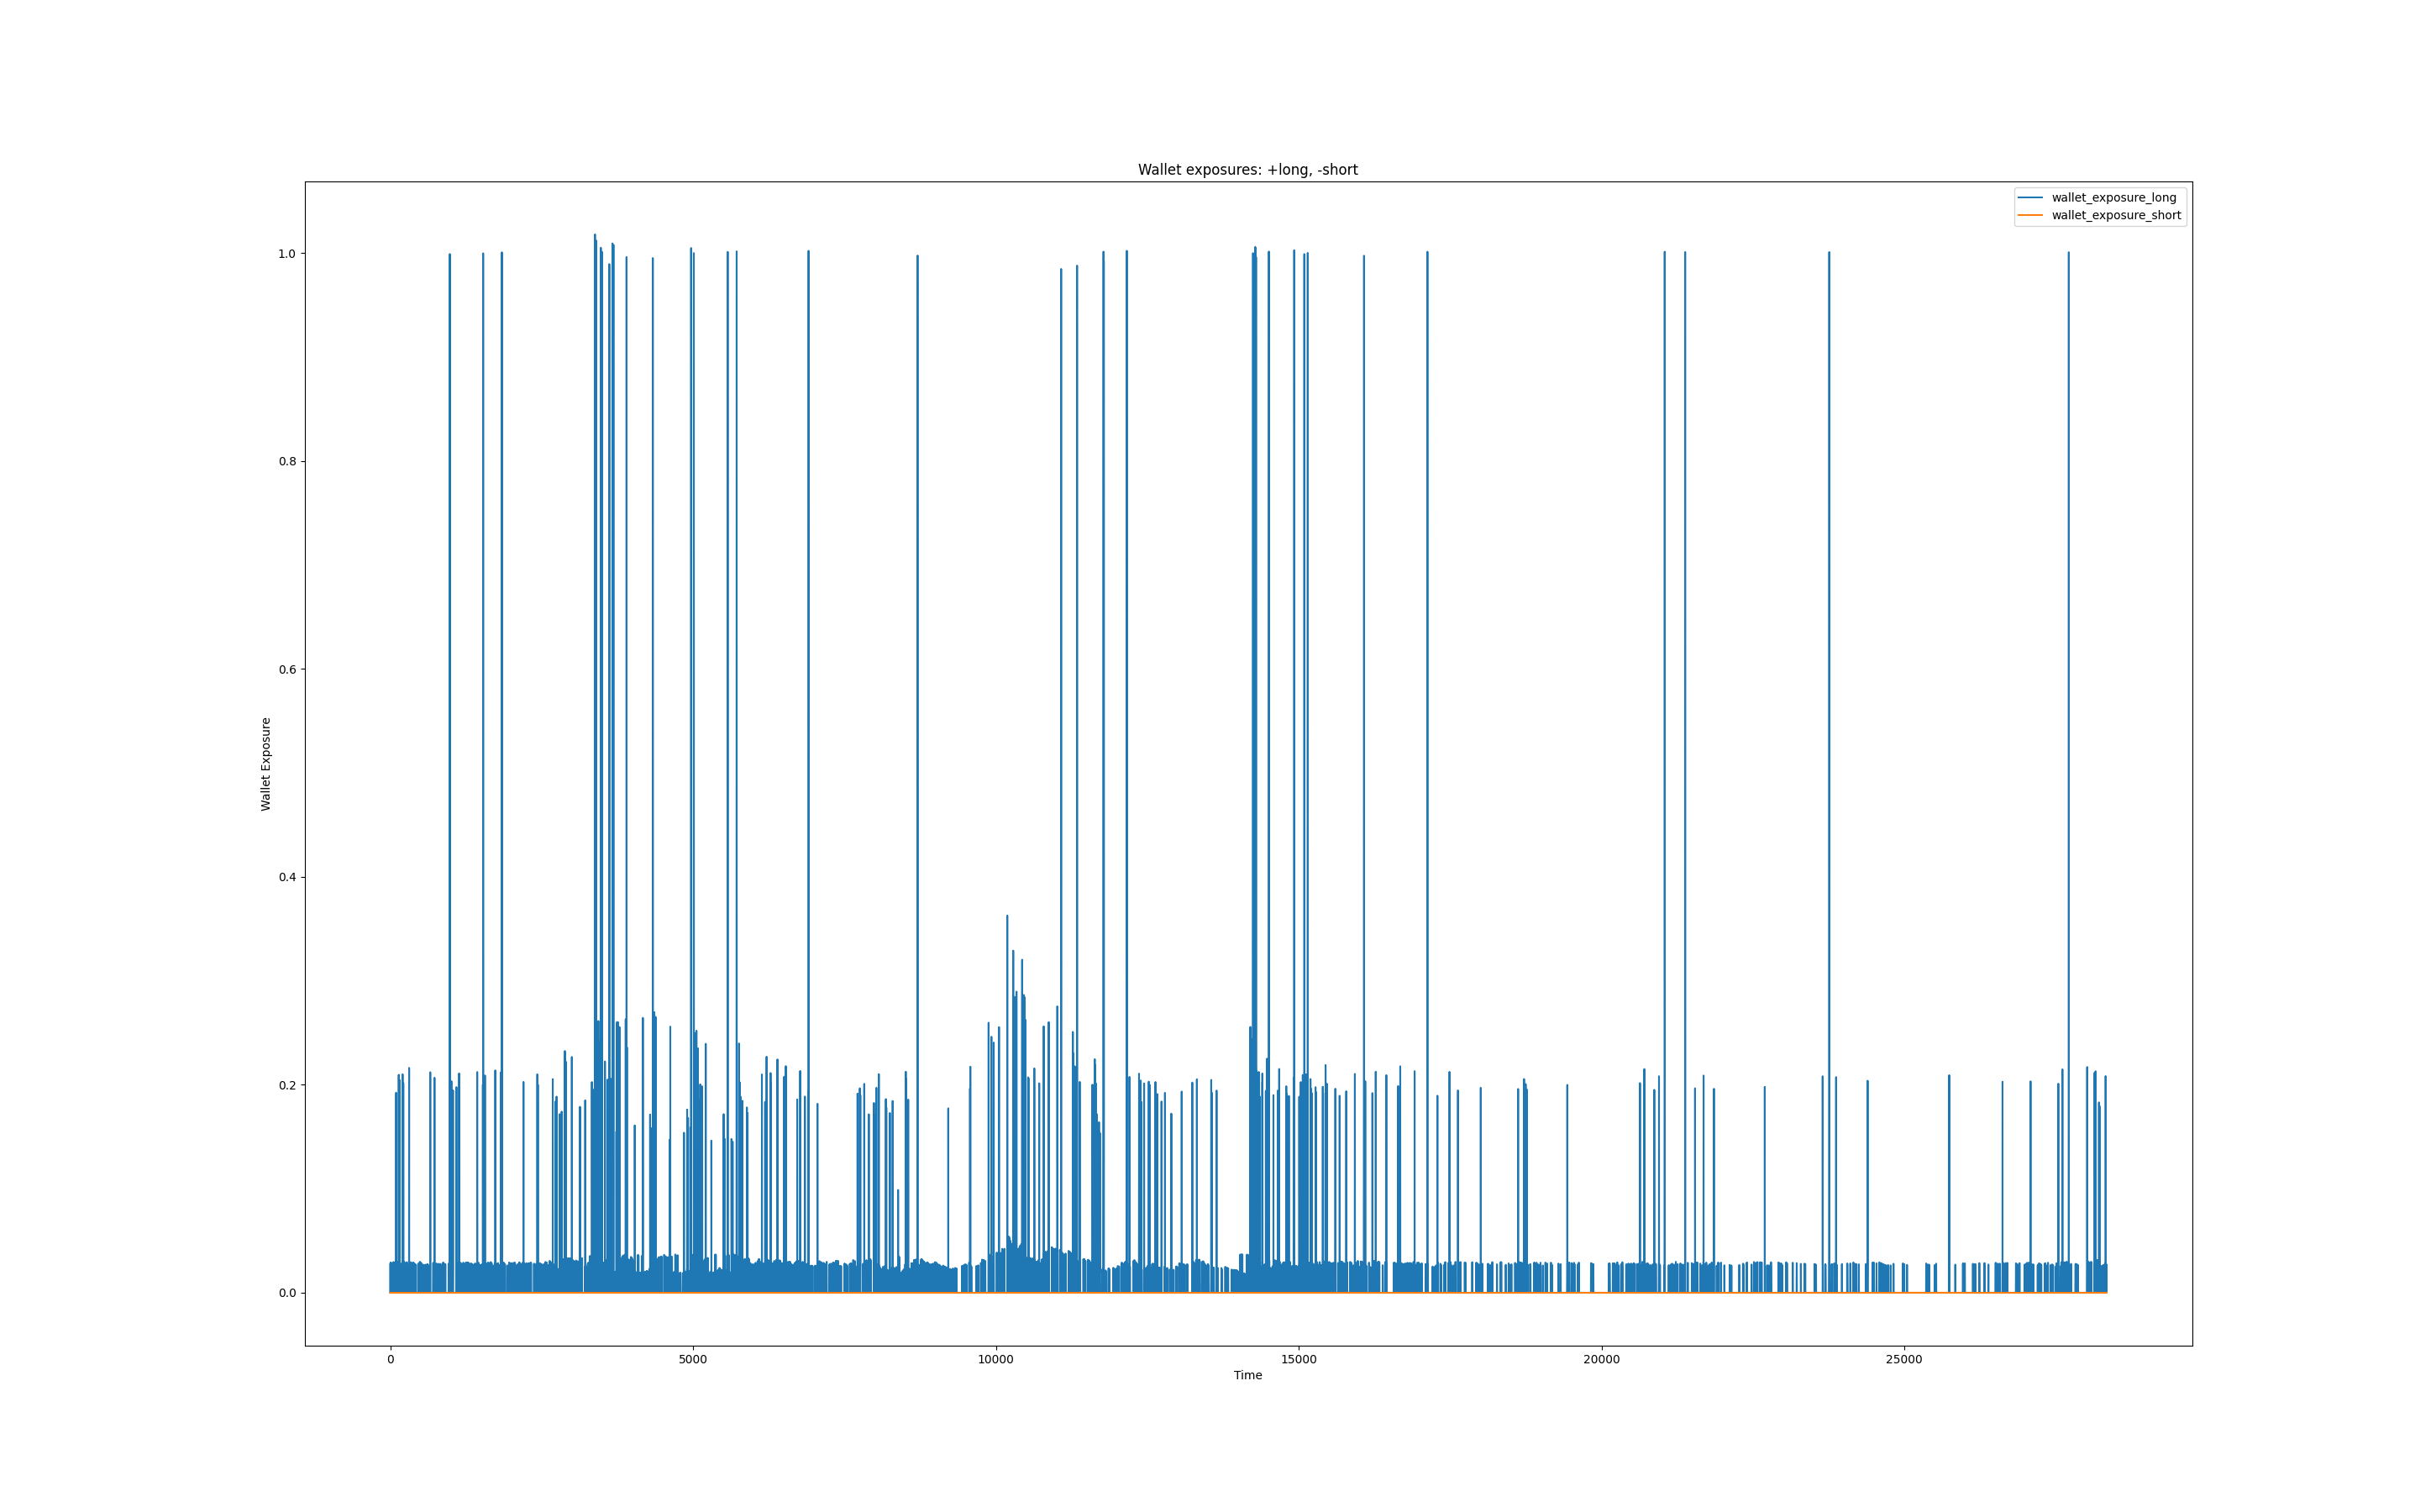 Wallet exposures: +long, -short
wallet_exposure_long
wallet_exposure_short
1.0
0.8
0.6
0.4
0.2
0.0
Wallet Exposure
0 5000 10000 15000 20000 25000
Time